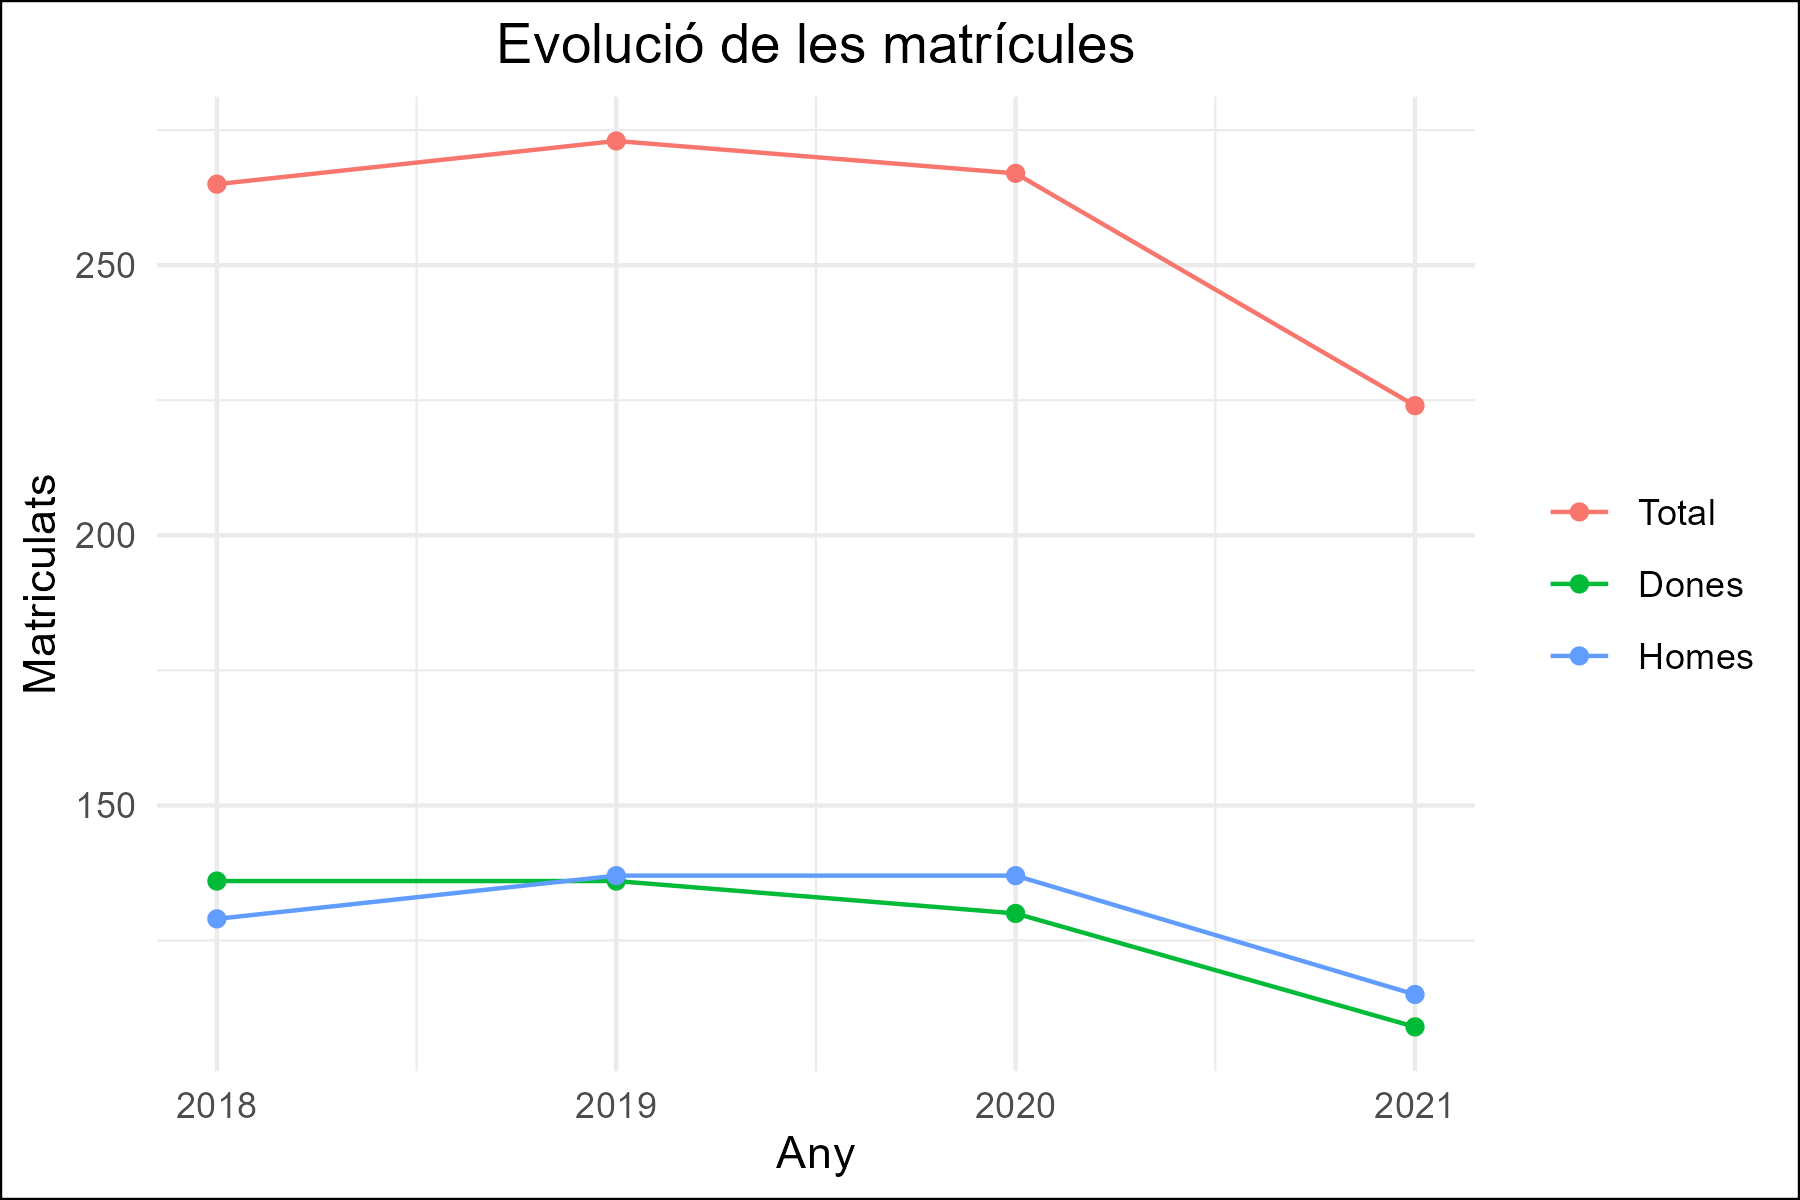 Evolució de les matrícules
250
200
150
Matriculats
2018
2019
2020
2021
Any
Total
Dones
Homes